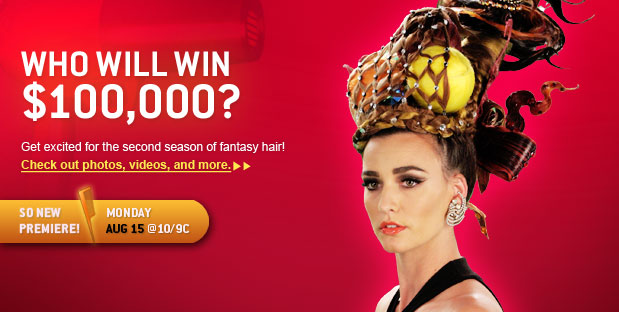 WHO WILL WIN
$100,000?
Get excited for the second season of fantasy hair!
Check out photos, videos, and more.
SO NEW
PREMIERE!
MONDAY
AUG 15 @10/9C